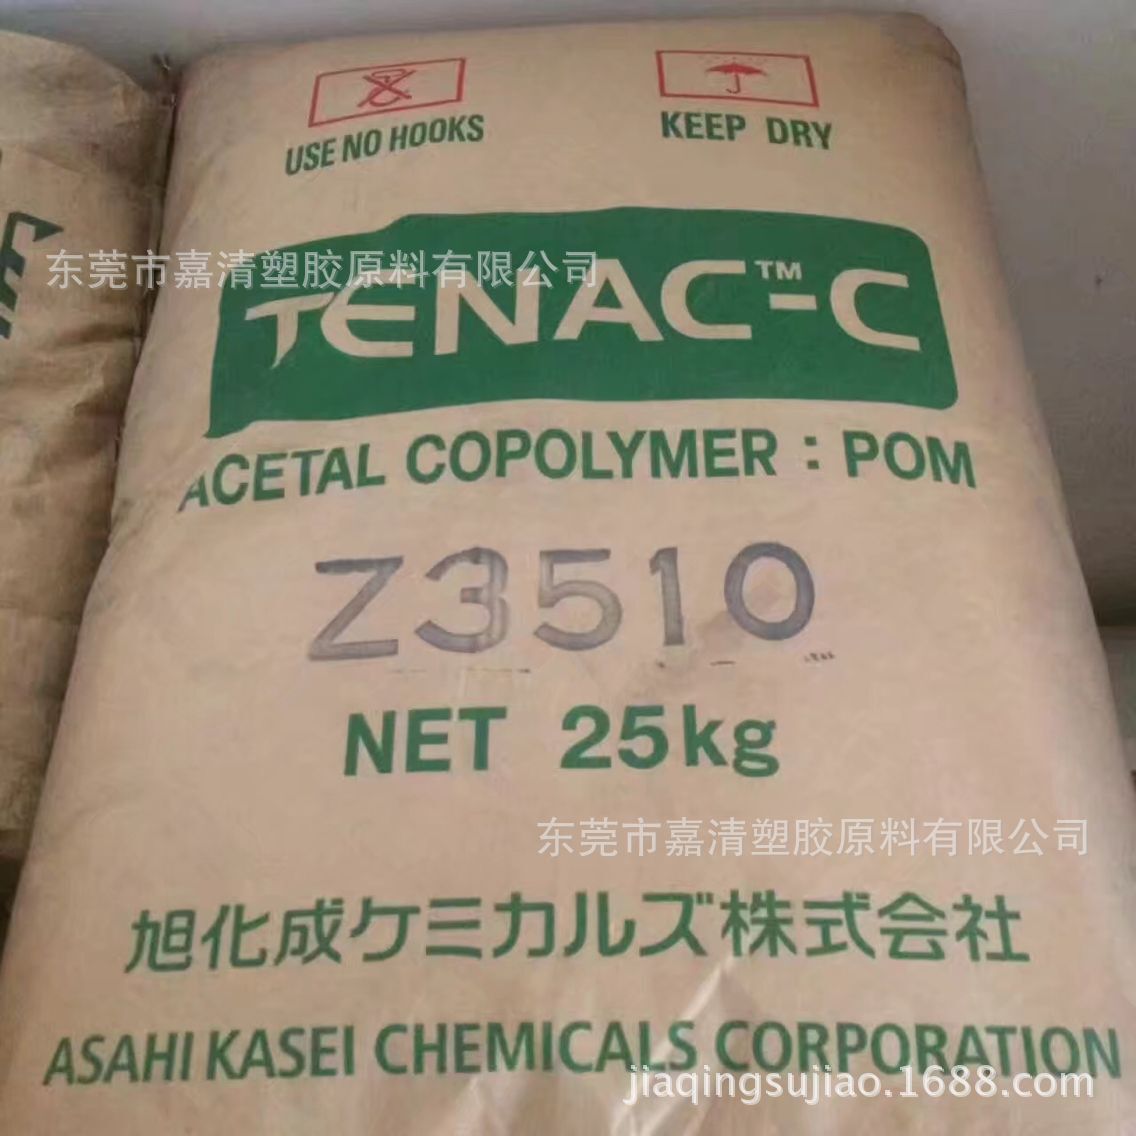 USE NO HOOKS
KEEP DRY
东莞市嘉清塑胶原料有限公司
TENAC™-C
ACETAL COPOLYMER : POM
Z3510
NET 25kg
东莞市嘉清塑胶原料有限公司
旭化成ケミカルズ株式会社
ASAHI KASEI CHEMICALS CORPORATION
jiaqingsujiao.1688.com